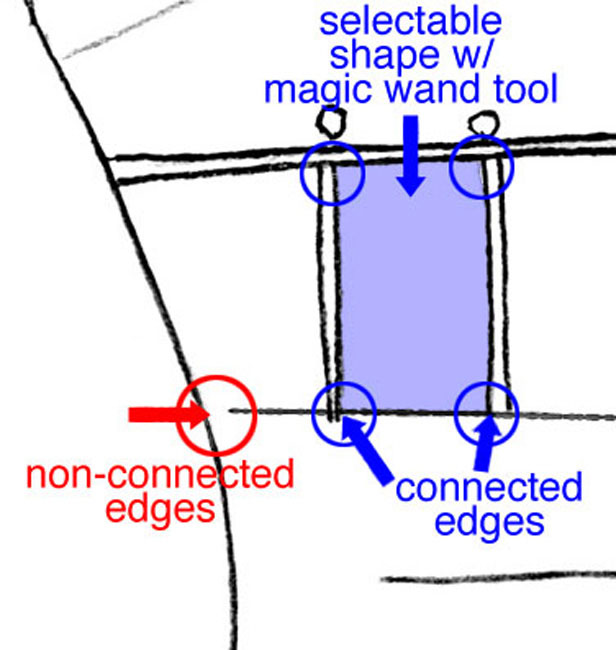 selectable
shape w/
magic wand tool
non-connected
edges
connected
edges